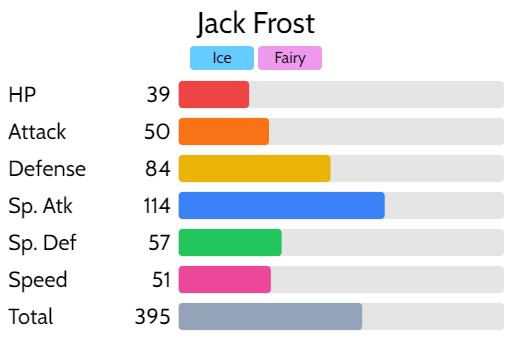 Jack Frost
Ice Fairy
HP 39
Attack 50
Defense 84
Sp. Atk 114
Sp. Def 57
Speed 51
Total 395